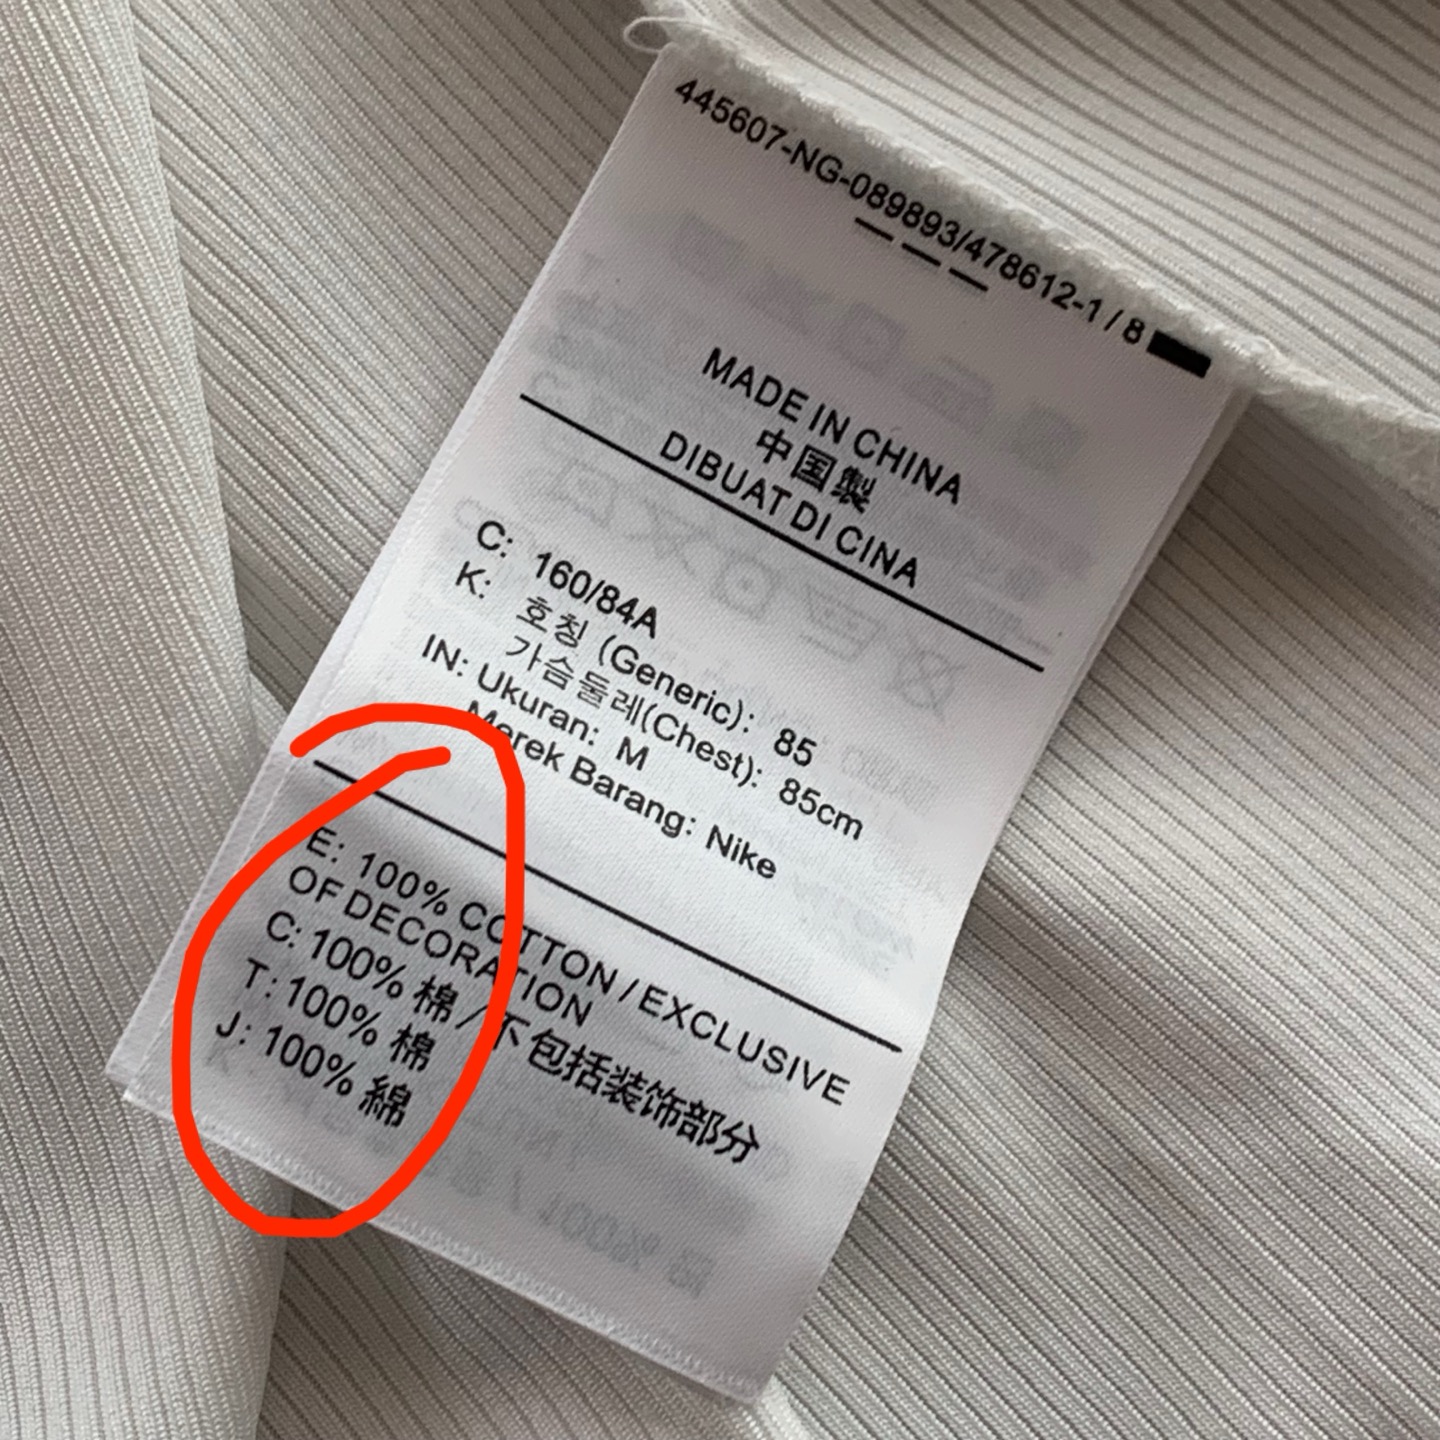 445607-NG-089893/478612-1 / 8
MADE IN CHINA
中国製
DIBUAT DI CINA
C: 160/84A
K: 호칭 (Generic): 85
가슴둘레(Chest): 85cm
IN: Ukuran: M
Merek Barang: Nike
E: 100% COTTON / EXCLUSIVE
OF DECORATION
C: 100% 棉／不包括装饰部分
T: 100% 棉
J: 100% 綿